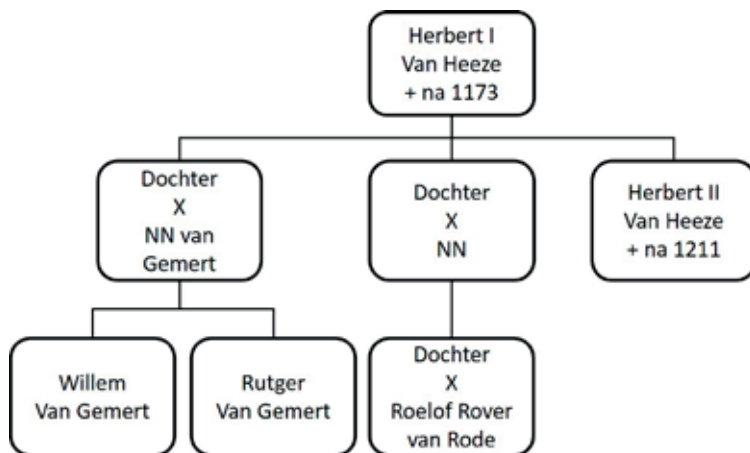 Herbert I
Van Heeze
+ na 1173
Dochter
X
NN van
Gemert
Dochter
X
NN
Herbert II
Van Heeze
+ na 1211
Willem
Van Gemert
Rutger
Van Gemert
Dochter
X
Roelof Rover
van Rode